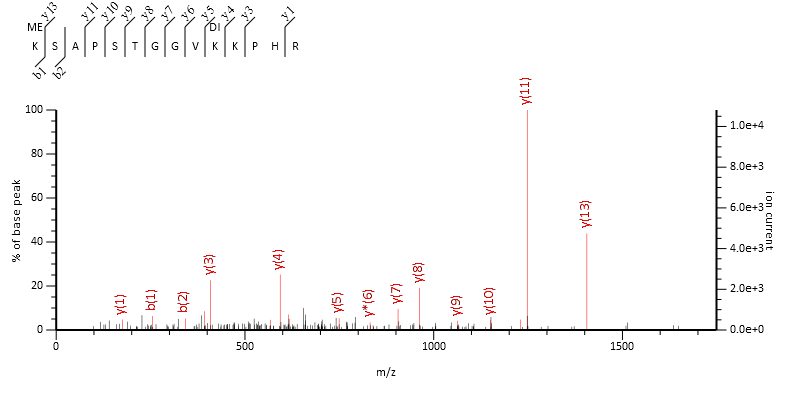 y13 y11 y10 y9 y8 y7 y6 y5 y4 y3 y1
ME DI
K S A P S T G G V K K P H R
b1 b2
y(11)
y(13)
y(3)
y(4)
y(1)
b(1)
b(2)
y(5)
y*(6)
y(7)
y(8)
y(9)
y(10)
100
80
60
40
20
0
% of base peak
1.0e+4
8.0e+3
6.0e+3
4.0e+3
2.0e+3
0.0e+0
ion current
0 500 1000 1500
m/z